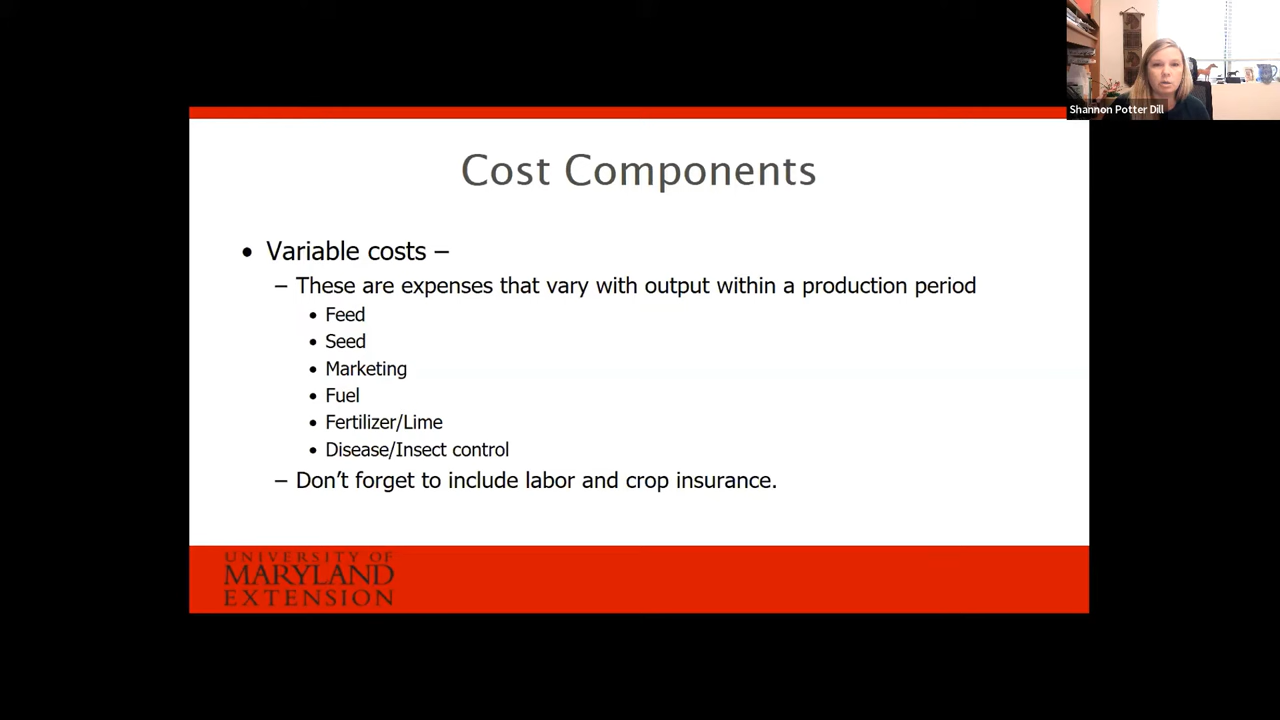 Shannon Potter Dill
Cost Components
• Variable costs –
– These are expenses that vary with output within a production period
• Feed
• Seed
• Marketing
• Fuel
• Fertilizer/Lime
• Disease/Insect control
– Don’t forget to include labor and crop insurance.
UNIVERSITY OF
MARYLAND
EXTENSION